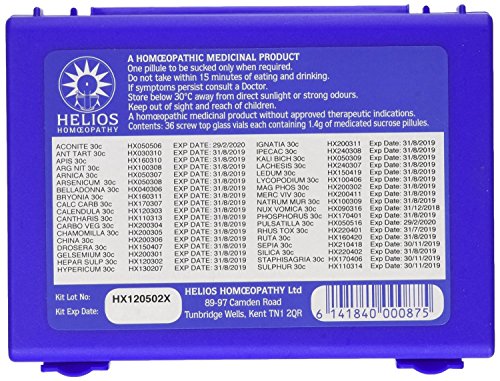 HELIOS
HOMŒOPATHY
A HOMŒOPATHIC MEDICINAL PRODUCT
One pillule to be sucked only when required.
Do not take within 15 minutes of eating and drinking.
If symptoms persist consult a Doctor.
Store below 30°C away from direct sunlight or strong odours.
Keep out of sight and reach of children.
A homœopathic medicinal product without approved therapeutic indications.
Contents: 36 screw top glass vials each containing 1.4g of medicated sucrose pillules.
ACONITE 30c HX050506 EXP DATE: 29/2/2020
ANT TART 30c HX030310 EXP DATE: 31/8/2019
APIS 30c HX160310 EXP DATE: 31/8/2019
ARG NIT 30c EXP DATE: 31/8/2019
ARNICA 30c HX050307 EXP DATE: 31/8/2019
ARSENICUM 30c EXP DATE: 31/8/2019
BELLADONNA 30c HX040306 EXP DATE: 31/8/2019
BRYONIA 30c HX160311 EXP DATE: 31/8/2019
CALC CARB 30c HX170307 EXP DATE: 31/8/2019
CALENDULA 30c HX120303 EXP DATE: 31/8/2019
CANTHARIS 30c EXP DATE: 31/8/2019
CARBO VEG 30c HX200304 EXP DATE: 31/8/2019
CHAMOMILLA 30c EXP DATE: 31/8/2019
CHINA 30c HX200306 EXP DATE: 31/8/2019
DROSERA 30c HX150407 EXP DATE: 31/8/2019
GELSEMIUM 30c HX200301 EXP DATE: 31/8/2019
HEPAR SULP 30c HX120302 EXP DATE: 31/8/2019
HYPERICUM 30c HX130207 EXP DATE: 31/8/2019
IGNATIA 30c HX200311 Exp Date: 31/8/2019
IPECAC 30c HX240308 Exp Date: 31/8/2019
KALI BICH 30c HX050309 Exp Date: 31/8/2019
LACHESIS 30c HX240307 Exp Date: 31/8/2019
LEDUM 30c HX150419 Exp Date: 31/8/2019
LYCOPODIUM 30c HX100406 Exp Date: 31/8/2019
MAG PHOS 30c HX200309 Exp Date: 31/8/2019
MERC VIV 30c HX230402 Exp Date: 30/11/2019
NATRUM MUR 30c HX130309 Exp Date: 31/8/2019
NUX VOMICA 30c HX090316 Exp Date: 31/12/2018
PHOSPHORUS 30c HX170401 Exp Date: 31/8/2019
PULSATILLA 30c HX050516 Exp Date: 29/2/2020
RHUS TOX 30c HX220401 Exp Date: 31/7/2019
RUTA 30c HX160420 Exp Date: 31/8/2019
SEPIA 30c HX210418 Exp Date: 30/11/2019
SILICA 30c HX220402 Exp Date: 31/8/2019
STAPHISAGRIA 30c HX170406 Exp Date: 30/11/2019
SULPHUR 30c HX110314 Exp Date: 30/11/2019
Kit Lot No: HX120502X
Kit Exp Date:
HELIOS HOMŒOPATHY Ltd
89-97 Camden Road
Tunbridge Wells, Kent TN1 2QR
6 141840 000875